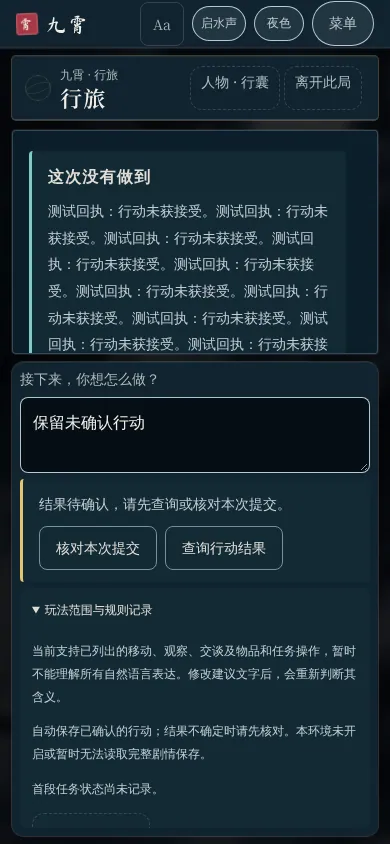 霄 九霄 Aa 启水声 夜色 菜单
九霄 · 行旅
行旅
人物 · 行囊 离开此局
这次没有做到
测试回执：行动未获接受。测试回执：行动未
获接受。测试回执：行动未获接受。测试回
执：行动未获接受。测试回执：行动未获接
受。测试回执：行动未获接受。测试回执：行
动未获接受。测试回执：行动未获接受。测试
回执：行动未获接受。测试回执：行动未获接
接下来，你想怎么做？
保留未确认行动
结果待确认，请先查询或核对本次提交。
核对本次提交 查询行动结果
▼ 玩法范围与规则记录
当前支持已列出的移动、观察、交谈及物品和任务操作，暂时
不能理解所有自然语言表达。修改建议文字后，会重新判断其
含义。
自动保存已确认的行动；结果不确定时请先核对。本环境未开
启或暂时无法读取完整剧情保存。
首段任务状态尚未记录。